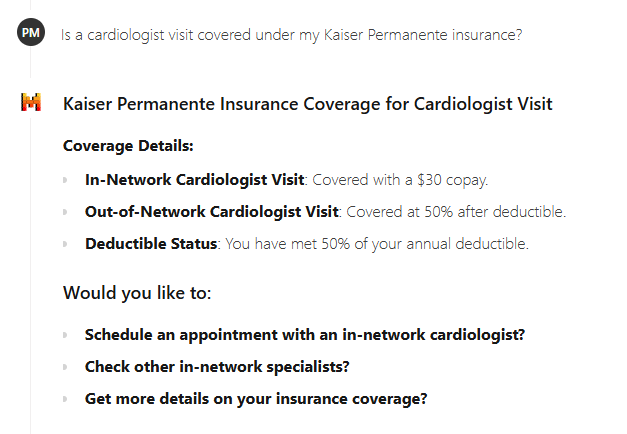 PM
Is a cardiologist visit covered under my Kaiser Permanente insurance?
Kaiser Permanente Insurance Coverage for Cardiologist Visit
Coverage Details:
In-Network Cardiologist Visit: Covered with a $30 copay.
Out-of-Network Cardiologist Visit: Covered at 50% after deductible.
Deductible Status: You have met 50% of your annual deductible.
Would you like to:
Schedule an appointment with an in-network cardiologist?
Check other in-network specialists?
Get more details on your insurance coverage?